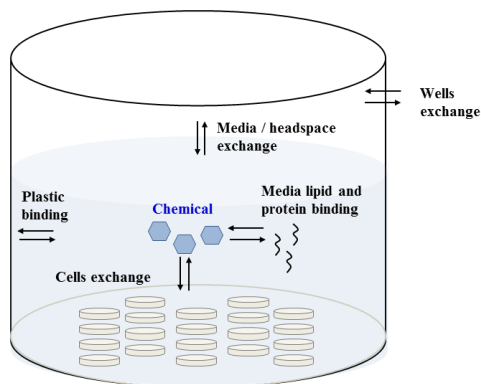 Wells
exchange
Media / headspace
exchange
Plastic
binding
Chemical
Media lipid and
protein binding
Cells exchange